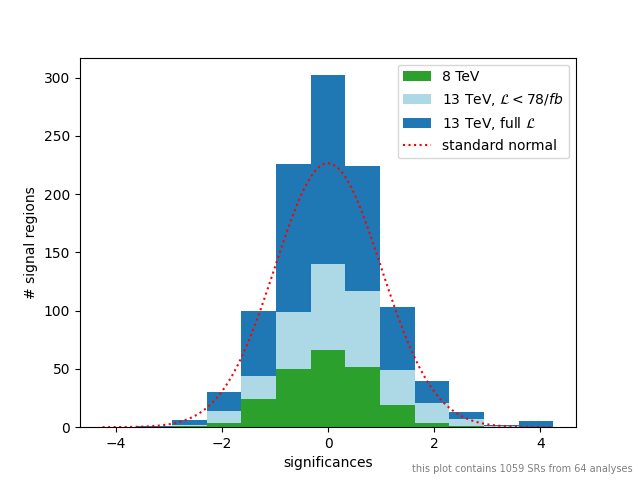 300
250
200
150
100
50
0
# signal regions
8 TeV
13 TeV, ℒ < 78/fb
13 TeV, full ℒ
standard normal
−4 −2 0 2 4
significances
this plot contains 1059 SRs from 64 analyses